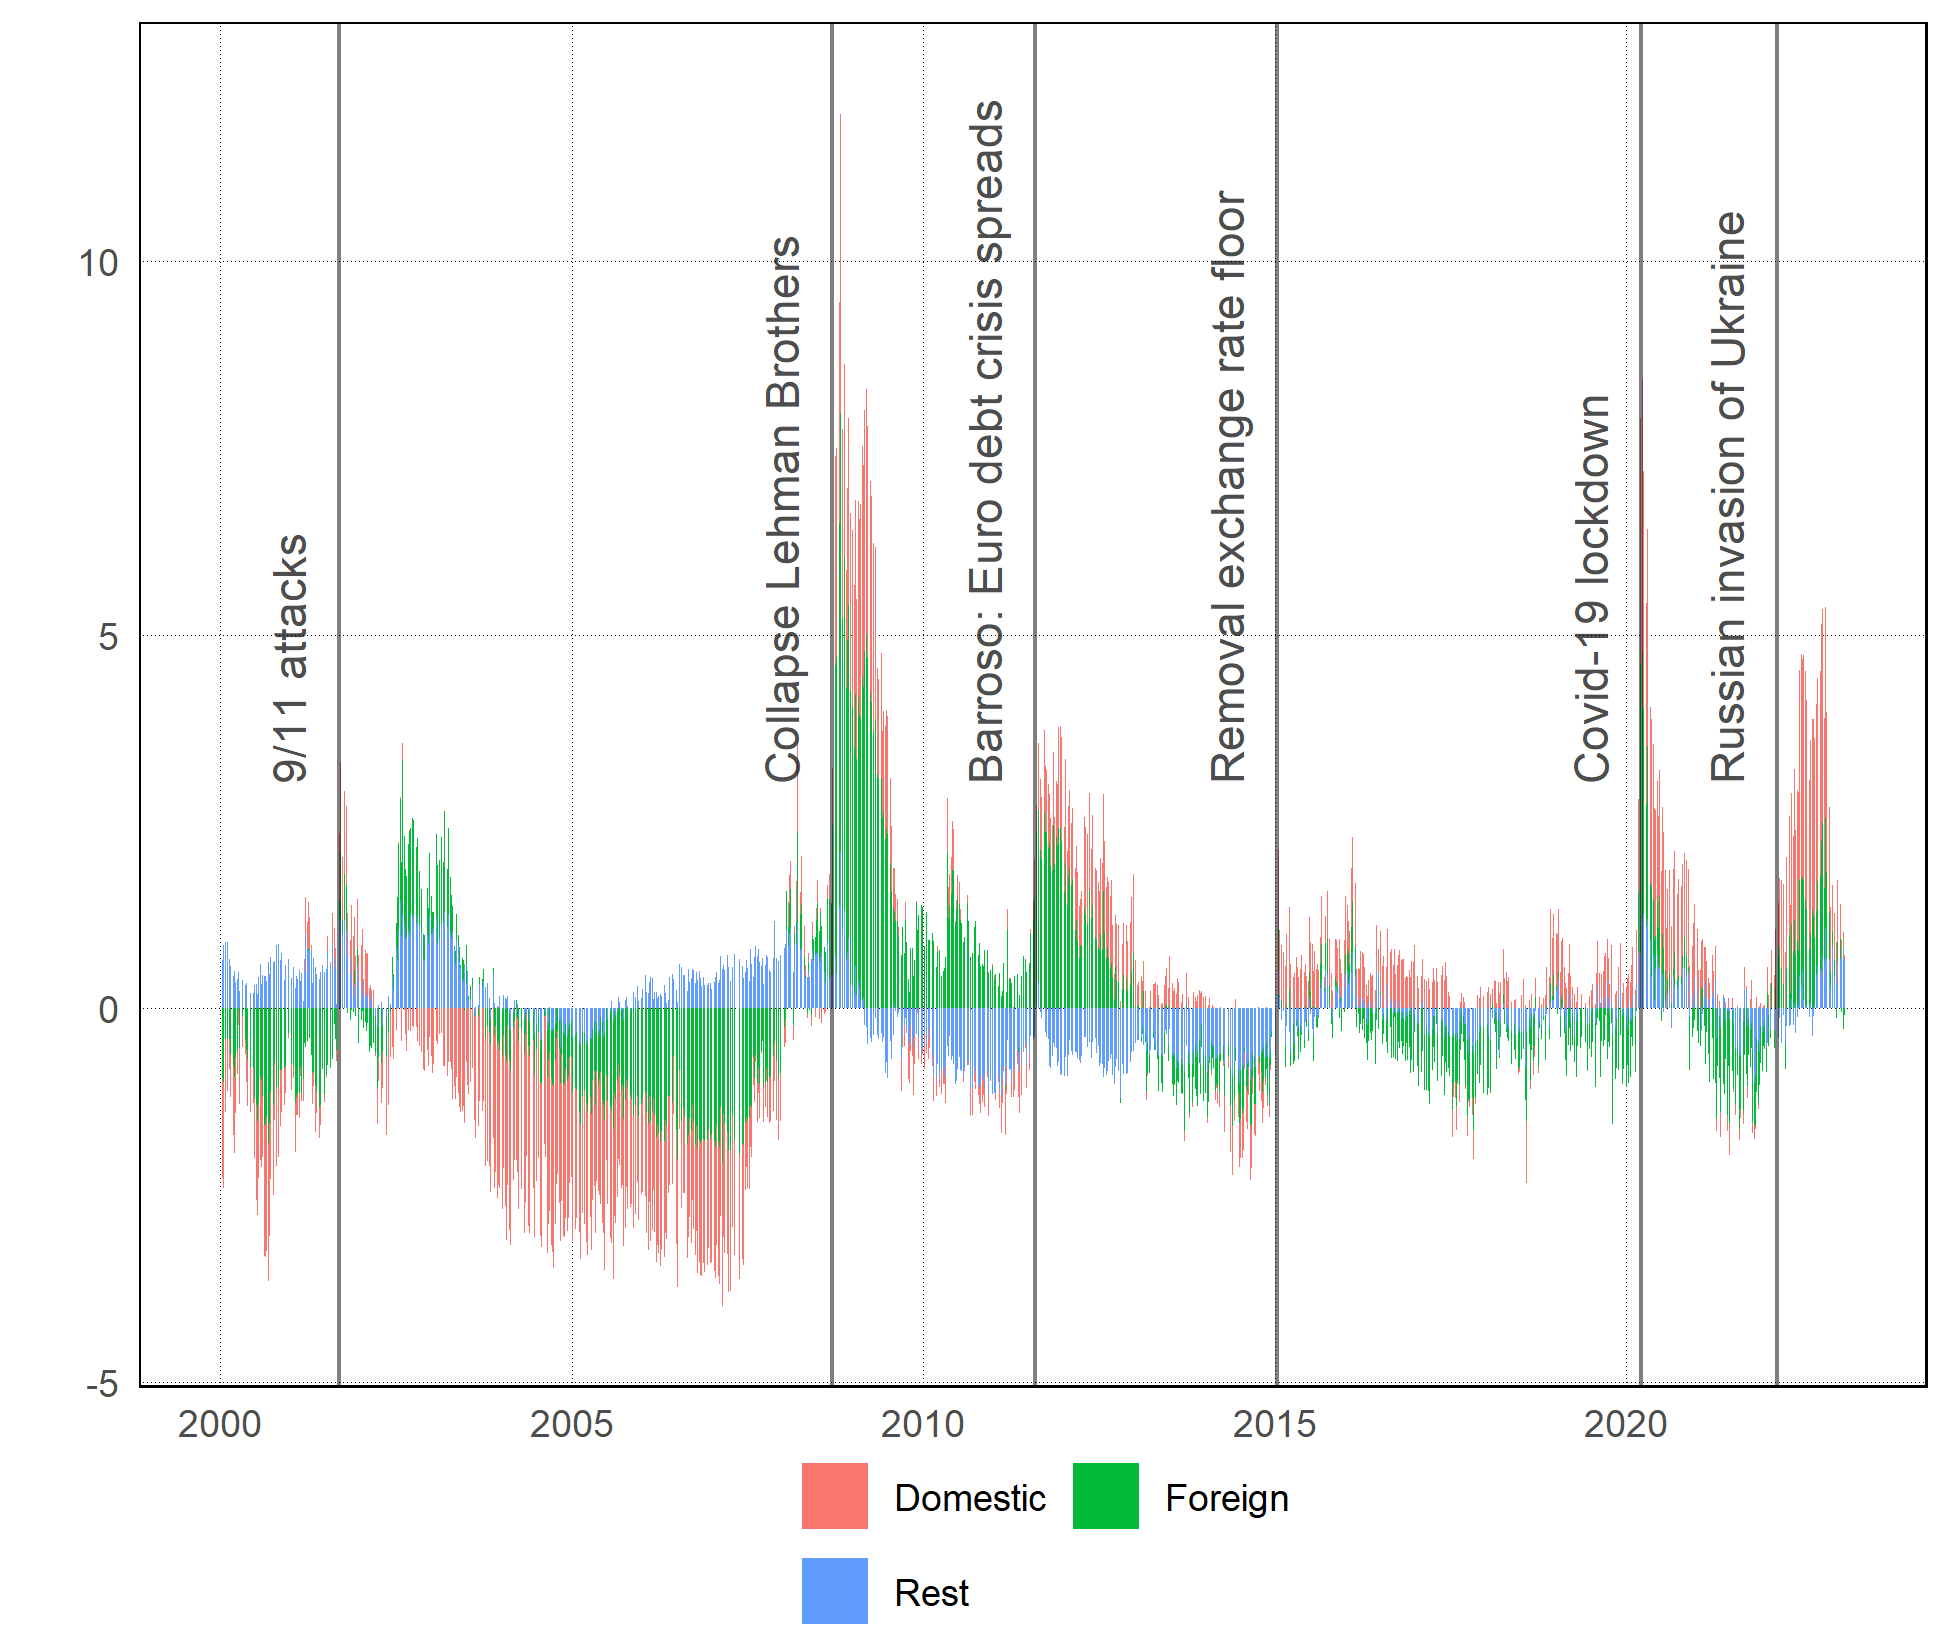 9/11 attacks
Collapse Lehman Brothers
Barroso: Euro debt crisis spreads
Removal exchange rate floor
Covid-19 lockdown
Russian invasion of Ukraine
10
5
0
-5
2000 2005 2010 2015 2020
Domestic Foreign
Rest